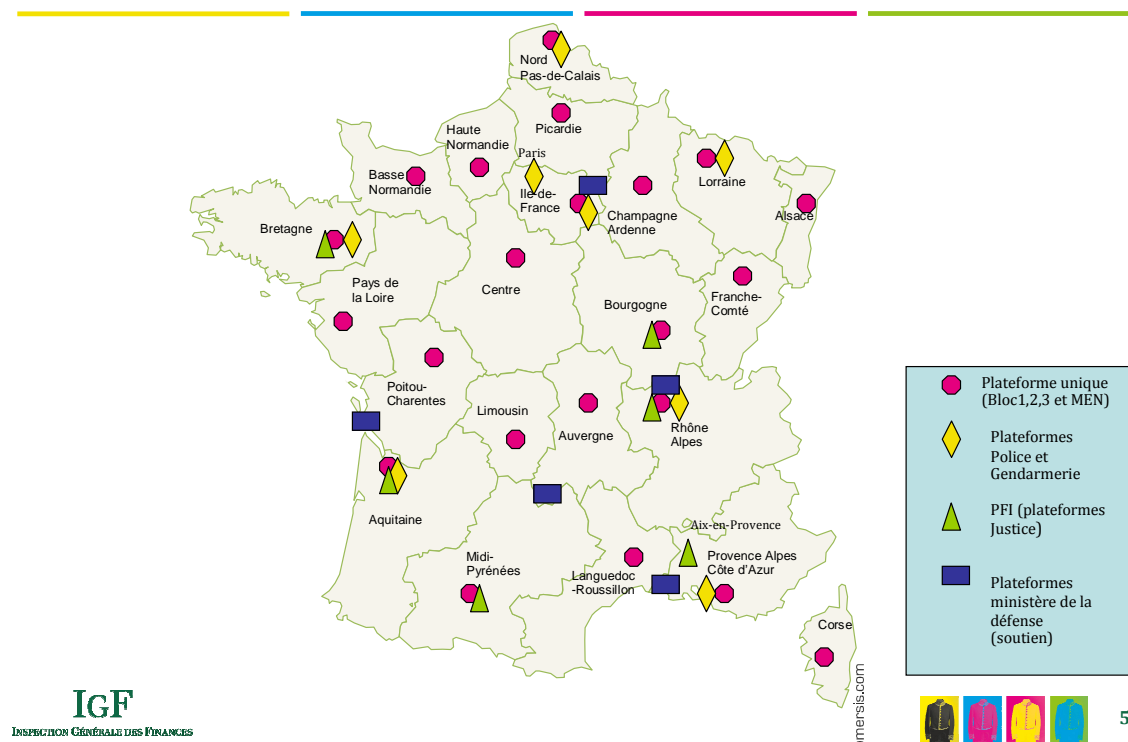 Nord
Pas-de-Calais
Picardie
Haute
Normandie
Paris
Basse
Normandie
Ile-de-
France
Lorraine
Champagne
Ardenne
Alsace
Bretagne
Pays de
la Loire
Centre
Bourgogne
Franche-
Comté
Poitou-
Charentes
Limousin
Auvergne
Rhône
Alpes
Aquitaine
Midi-
Pyrénées
Languedoc
-Roussillon
Aix-en-Provence
Provence Alpes
Côte d'Azur
Corse
Plateforme unique
(Bloc1,2,3 et MEN)
Plateformes
Police et
Gendarmerie
PFI (plateformes
Justice)
Plateformes
ministère de la
défense
(soutien)
omersis.com
IGF
INSPECTION GÉNÉRALE DES FINANCES
5